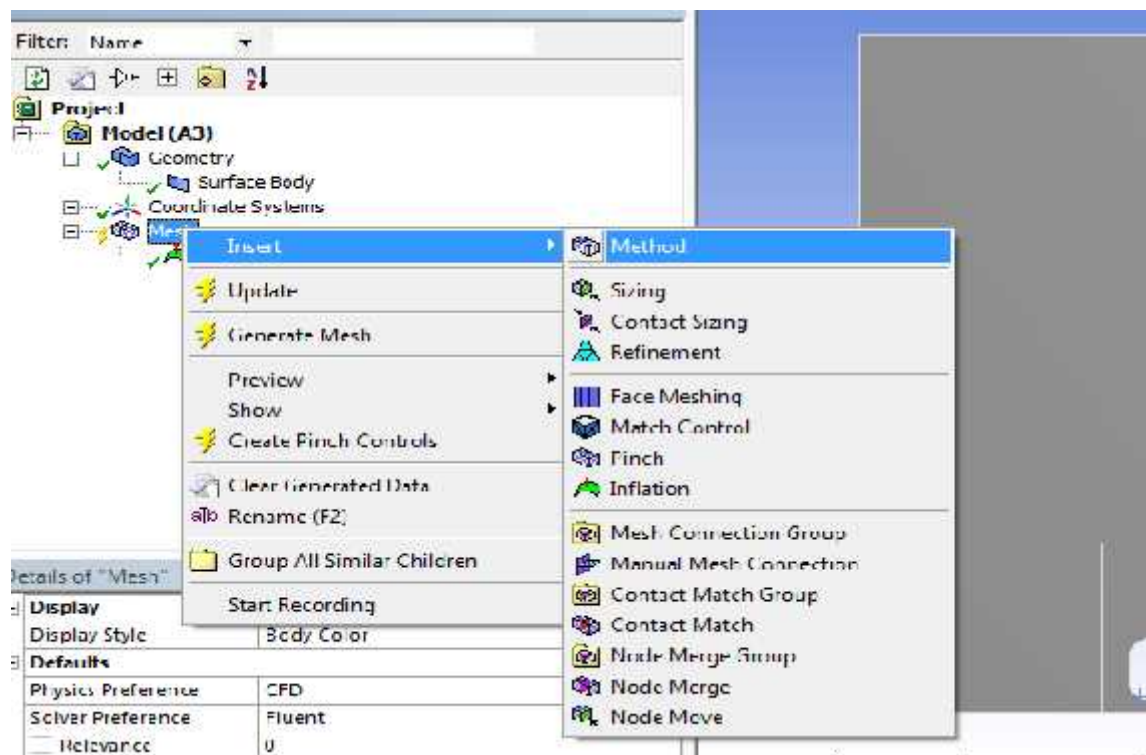 Filter: Name
Project
Model (A3)
Geometry
Surface Body
Coordinate Systems
Mesh
Insert
Update
Generate Mesh
Preview
Show
Create Pinch Controls
Clear Generated Data
Rename (F2)
Group All Similar Children
Start Recording
Method
Sizing
Contact Sizing
Refinement
Face Meshing
Match Control
Pinch
Inflation
Mesh Connection Group
Manual Mesh Connection
Contact Match Group
Contact Match
Node Merge Group
Node Merge
Node Move
Details of "Mesh"
Display
Display Style Body Color
Defaults
Physics Preference CFD
Solver Preference Fluent
Relevance 0